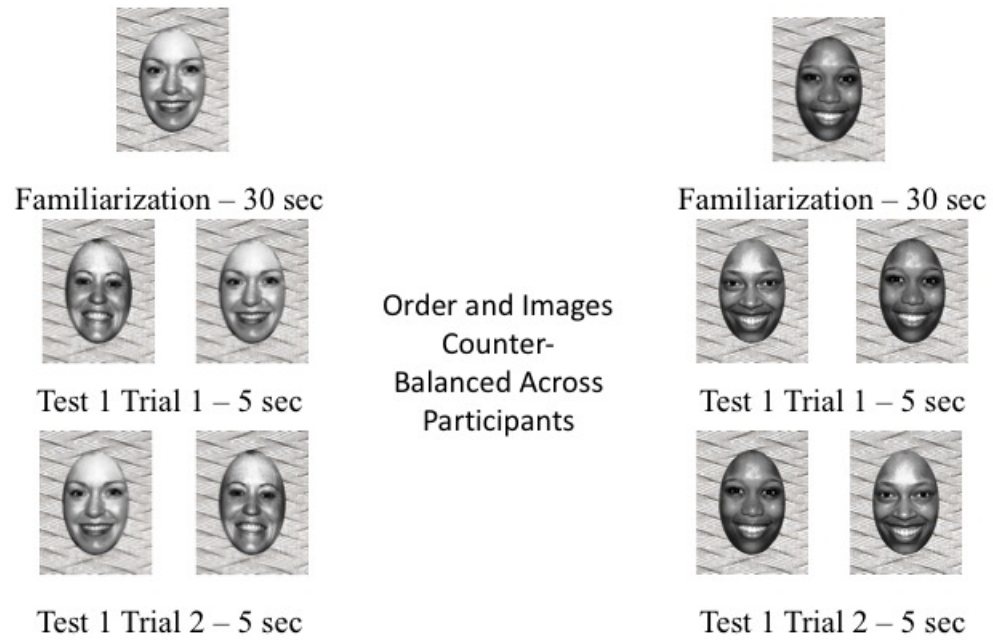 Familiarization – 30 sec
Familiarization – 30 sec
Order and Images
Counter-
Balanced Across
Participants
Test 1 Trial 1 – 5 sec
Test 1 Trial 1 – 5 sec
Test 1 Trial 2 – 5 sec
Test 1 Trial 2 – 5 sec